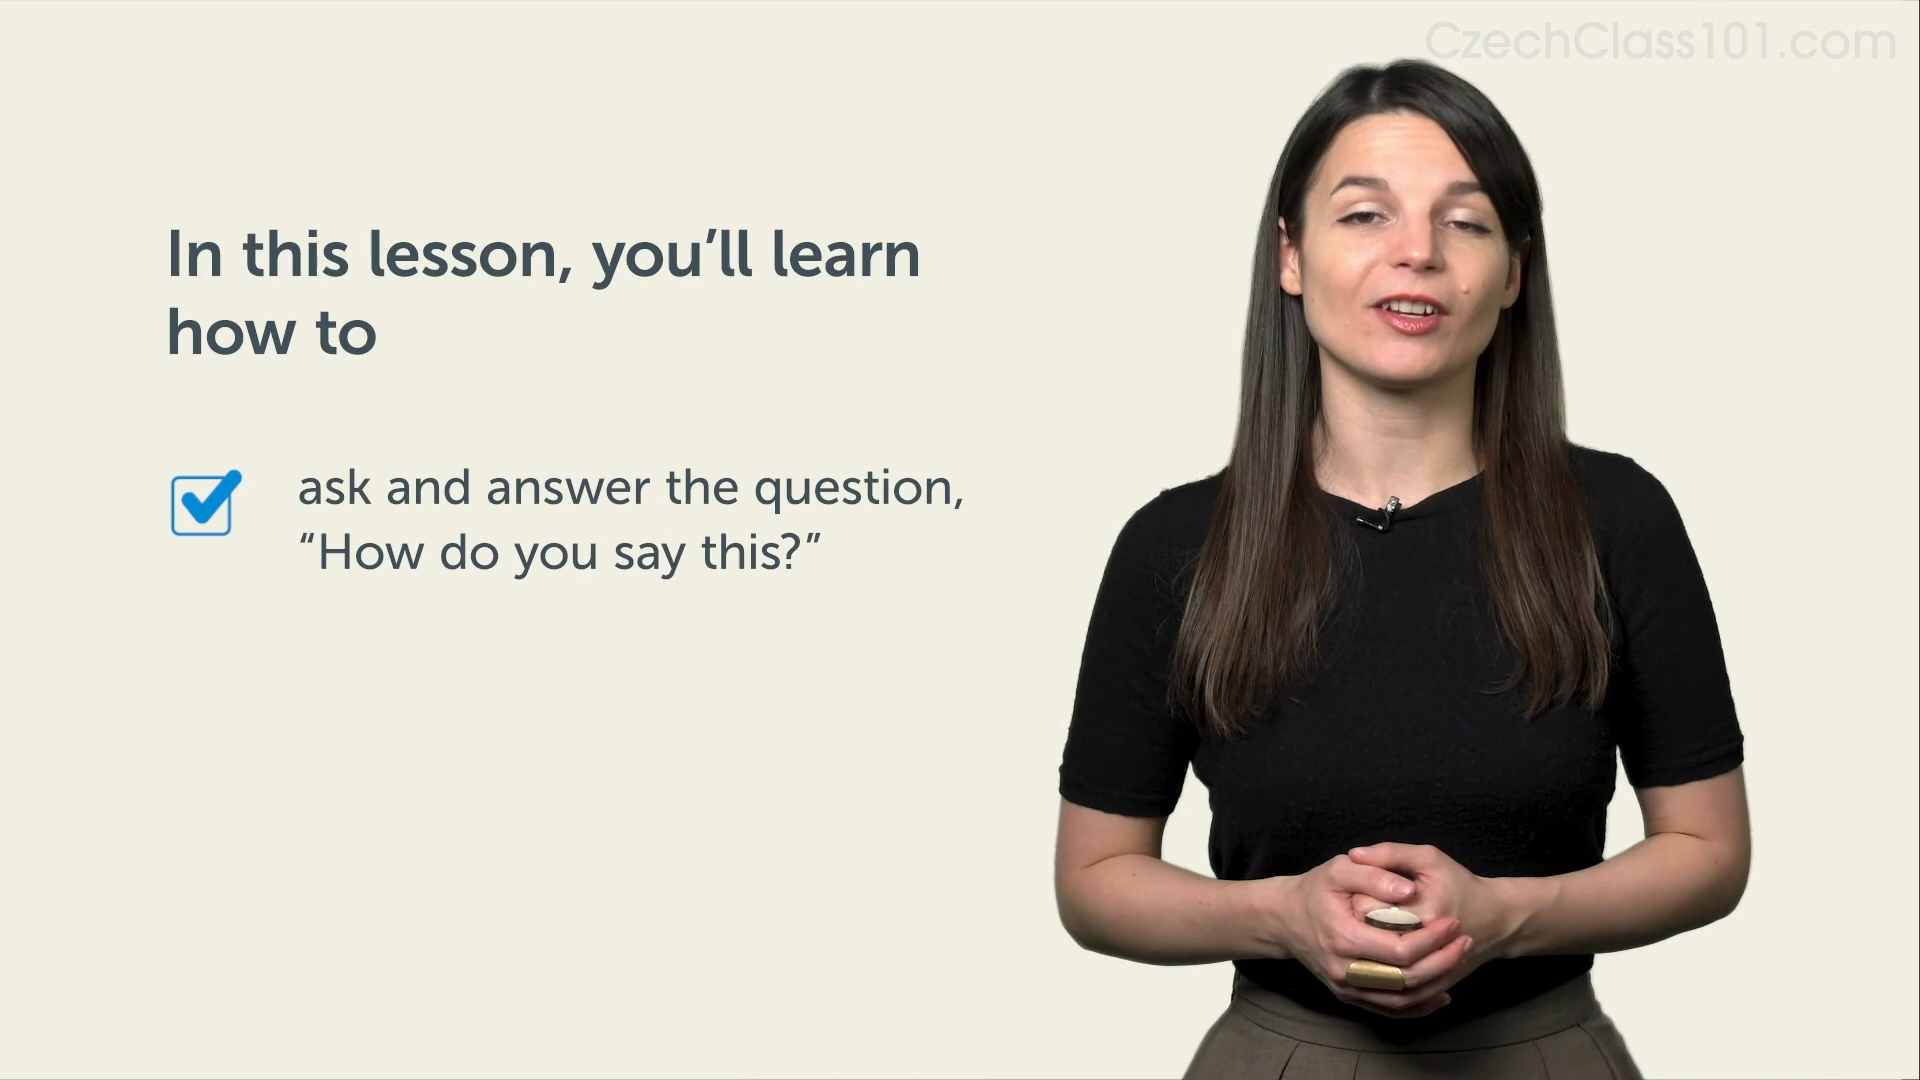 CzechClass101.com
In this lesson, you’ll learn
how to
ask and answer the question,
“How do you say this?”